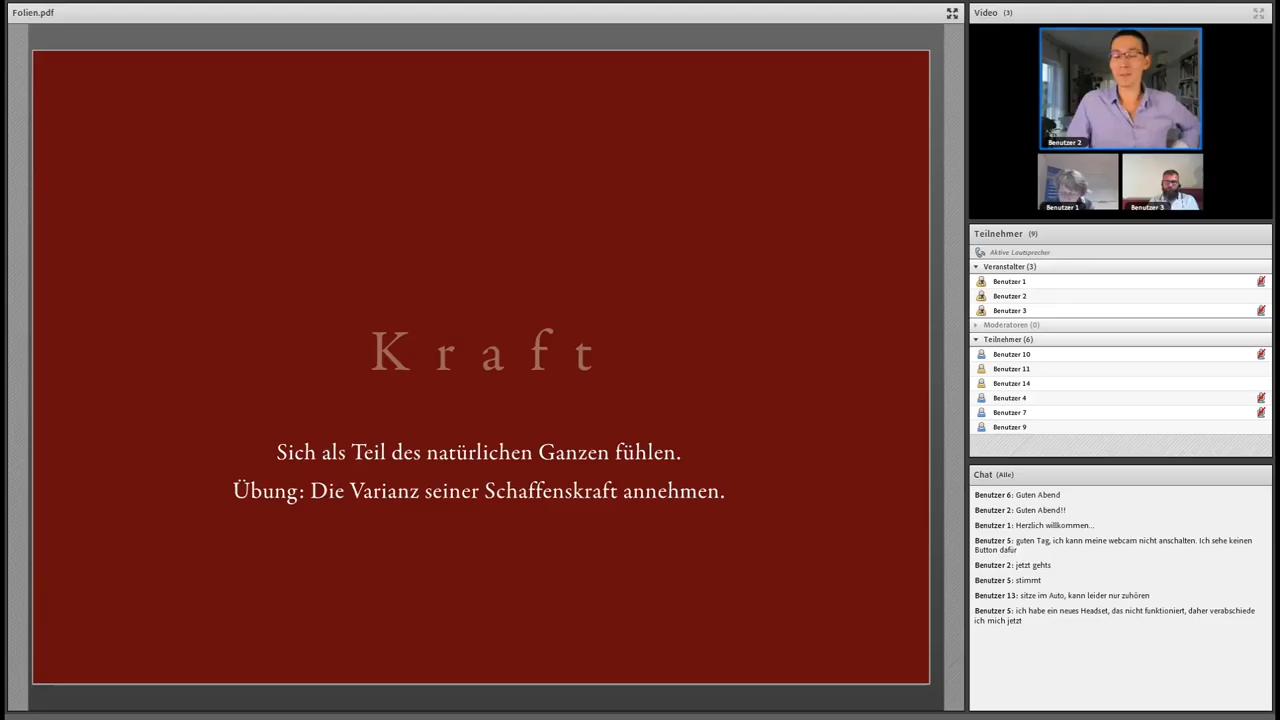 Folien.pdf
K r a f t
Sich als Teil des natürlichen Ganzen fühlen.
Übung: Die Varianz seiner Schaffenskraft annehmen.
Video (3)
Benutzer 2
Benutzer 1
Benutzer 3
Teilnehmer (9)
Aktive Lautsprecher
Veranstalter (3)
Benutzer 1
Benutzer 2
Benutzer 3
Moderatoren (0)
Teilnehmer (6)
Benutzer 10
Benutzer 11
Benutzer 14
Benutzer 4
Benutzer 7
Benutzer 9
Chat (Alle)
Benutzer 6: Guten Abend
Benutzer 2: Guten Abend!!
Benutzer 1: Herzlich willkommen...
Benutzer 5: guten Tag, ich kann meine webcam nicht anschalten. Ich sehe keinen
Button dafür
Benutzer 2: jetzt gehts
Benutzer 5: stimmt
Benutzer 13: sitze im Auto, kann leider nur zuhören
Benutzer 5: ich habe ein neues Headset, das nicht funktioniert, daher verabschiede
ich mich jetzt